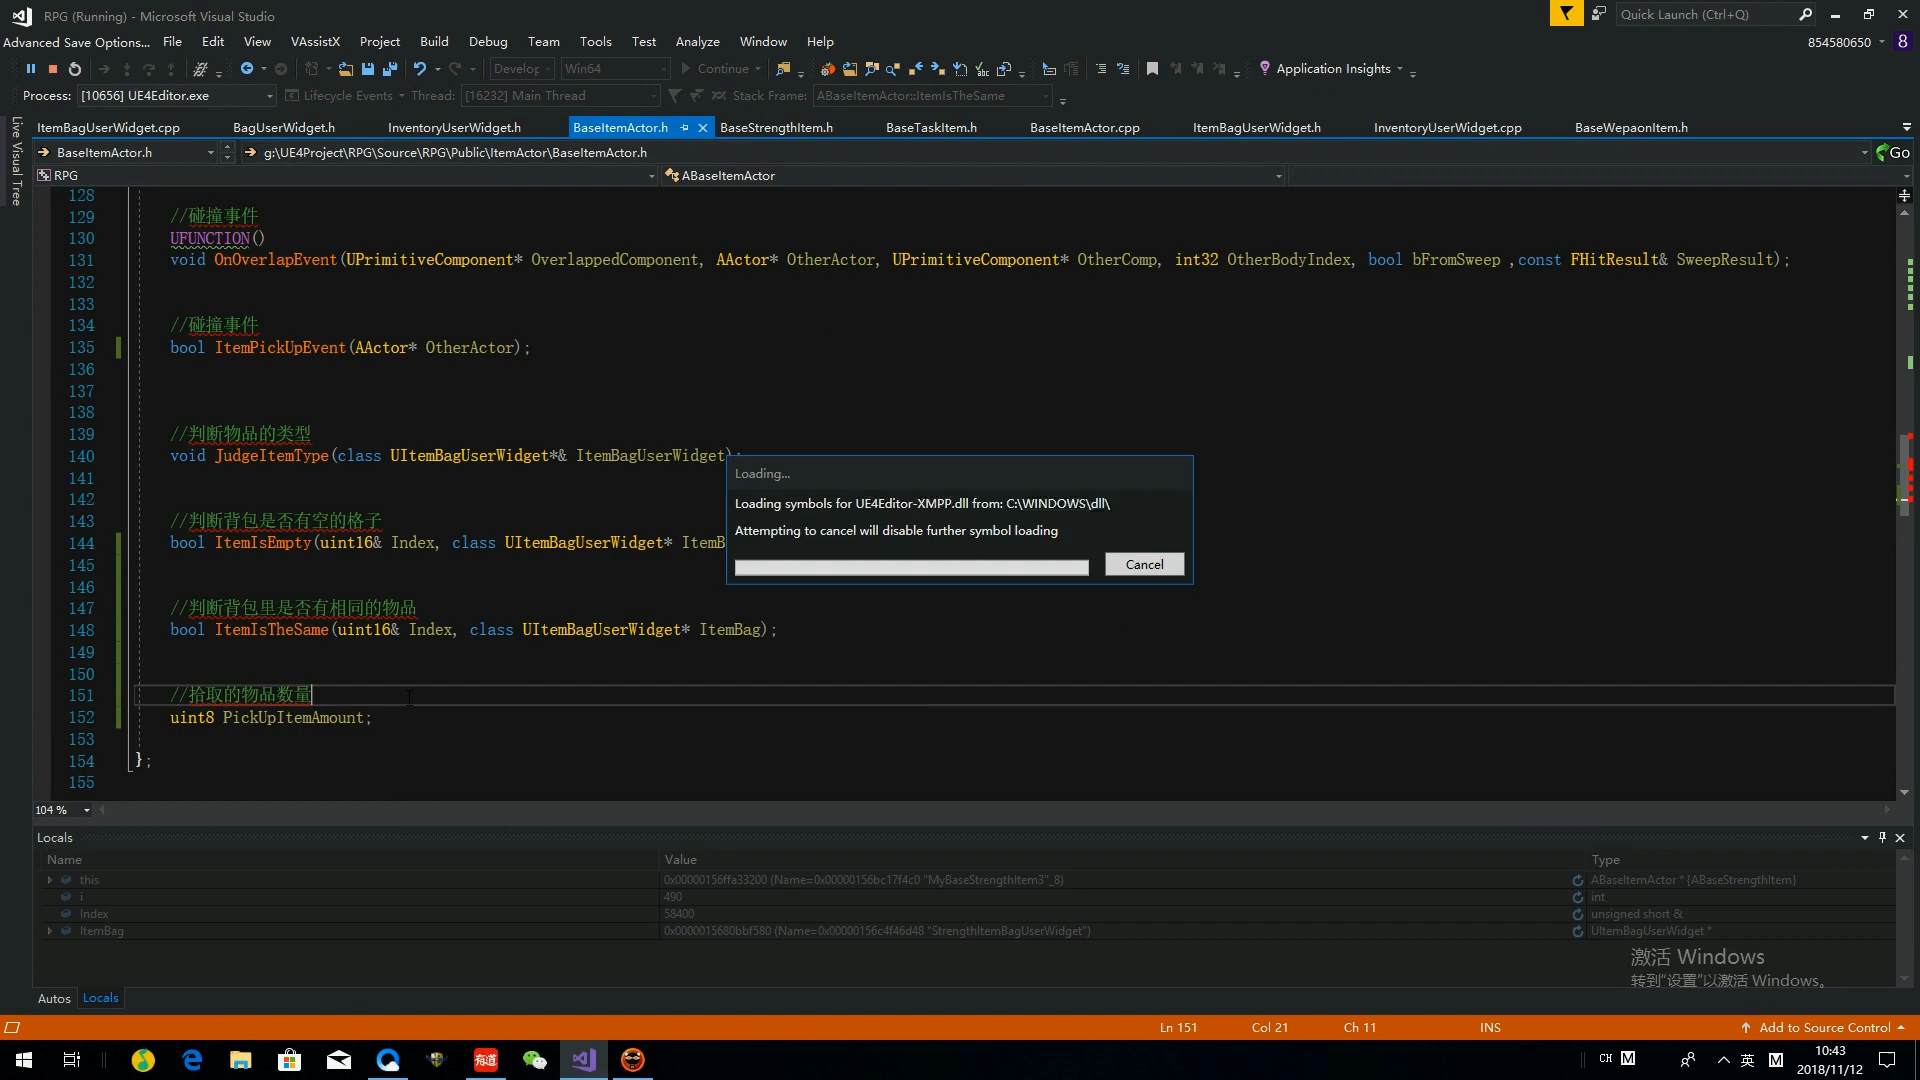 RPG (Running) - Microsoft Visual Studio
Quick Launch (Ctrl+Q)
Advanced Save Options... File Edit View VAssistX Project Build Debug Team Tools Test Analyze Window Help
854580650 8
Develop Win64 Continue Application Insights
Process: [10656] UE4Editor.exe Lifecycle Events Thread: [16232] Main Thread Stack Frame: ABaseItemActor::ItemIsTheSame
Live Visual Tree
ItemBagUserWidget.cpp BagUserWidget.h InventoryUserWidget.h BaseItemActor.h BaseStrengthItem.h BaseTaskItem.h BaseItemActor.cpp ItemBagUserWidget.h InventoryUserWidget.cpp BaseWepaonItem.h
BaseItemActor.h g:\UE4Project\RPG\Source\RPG\Public\ItemActor\BaseItemActor.h Go
RPG ABaseItemActor
128
129 //碰撞事件
130 UFUNCTION()
131 void OnOverlapEvent(UPrimitiveComponent* OverlappedComponent, AActor* OtherActor, UPrimitiveComponent* OtherComp, int32 OtherBodyIndex, bool bFromSweep ,const FHitResult& SweepResult);
132
133
134 //碰撞事件
135 bool ItemPickUpEvent(AActor* OtherActor);
136
137
138
139 //判断物品的类型
140 void JudgeItemType(class UItemBagUserWidget*& ItemBagUserWidget);
141
142
143 //判断背包是否有空的格子
144 bool ItemIsEmpty(uint16& Index, class UItemBagUserWidget* ItemB
145
146
147 //判断背包里是否有相同的物品
148 bool ItemIsTheSame(uint16& Index, class UItemBagUserWidget* ItemBag);
149
150
151 //拾取的物品数量
152 uint8 PickUpItemAmount;
153
154 };
155
Loading...
Loading symbols for UE4Editor-XMPP.dll from: C:\WINDOWS\dll\
Attempting to cancel will disable further symbol loading
Cancel
104 %
Locals
Name Value Type
this 0x00000156ffa33200 (Name=0x00000156bc17f4c0 "MyBaseStrengthItem3"_8) ABaseItemActor * {ABaseStrengthItem}
i 490 int
Index 58400 unsigned short &
ItemBag 0x0000015680bbf580 (Name=0x00000156c4f46d48 "StrengthItemBagUserWidget") UItemBagUserWidget *
激活 Windows
转到"设置"以激活 Windows。
Autos Locals
Ln 151 Col 21 Ch 11 INS Add to Source Control
有道 CH M 英 M 10:43
2018/11/12